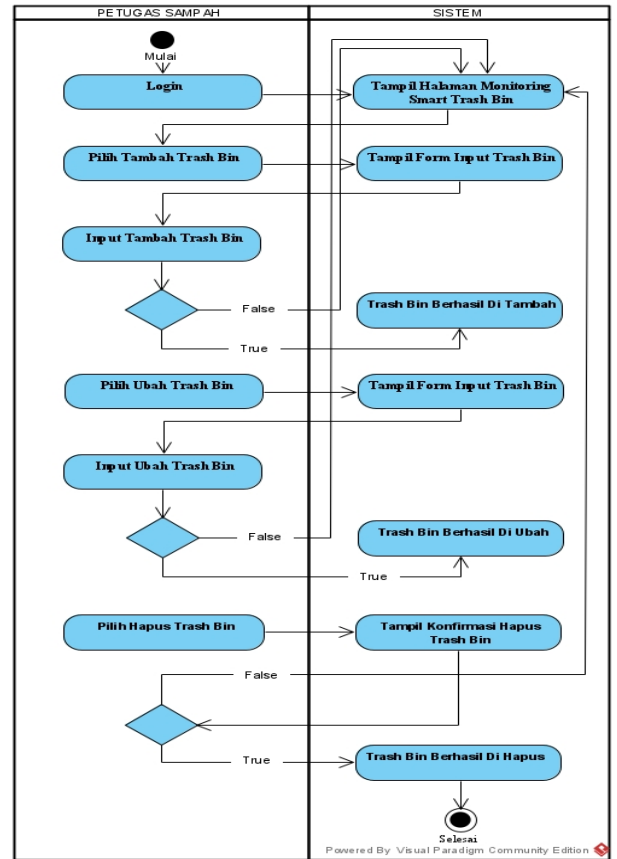 PETUGAS SAMPAH
SISTEM
Mulai
Login
Tampil Halaman Monitoring
Smart Trash Bin
Pilih Tambah Trash Bin
Tampil Form Input Trash Bin
Input Tambah Trash Bin
False
Trash Bin Berhasil Di Tambah
True
Pilih Ubah Trash Bin
Tampil Form Input Trash Bin
Input Ubah Trash Bin
False
Trash Bin Berhasil Di Ubah
True
Pilih Hapus Trash Bin
Tampil Konfirmasi Hapus
Trash Bin
False
True
Trash Bin Berhasil Di Hapus
Selesai
Powered By Visual Paradigm Community Edition